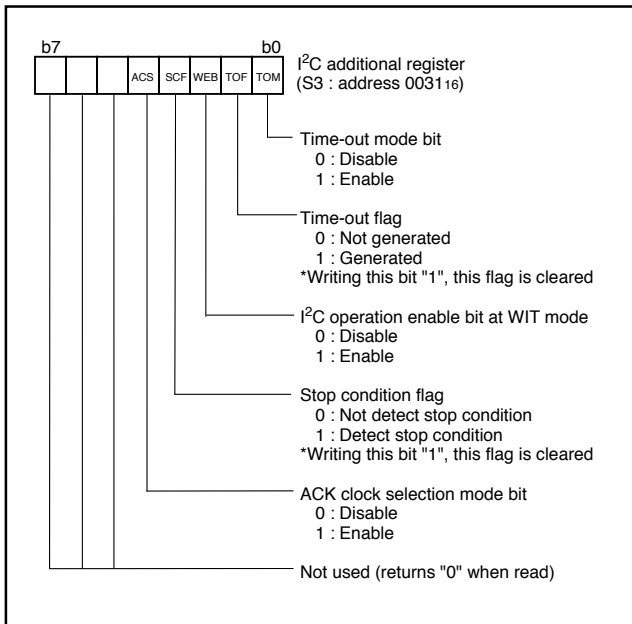 b7 b0
ACS SCF WEB TOF TOM
I²C additional register
(S3 : address 0031₁₆)
Time-out mode bit
0 : Disable
1 : Enable
Time-out flag
0 : Not generated
1 : Generated
*Writing this bit "1", this flag is cleared
I²C operation enable bit at WIT mode
0 : Disable
1 : Enable
Stop condition flag
0 : Not detect stop condition
1 : Detect stop condition
*Writing this bit "1", this flag is cleared
ACK clock selection mode bit
0 : Disable
1 : Enable
Not used (returns "0" when read)